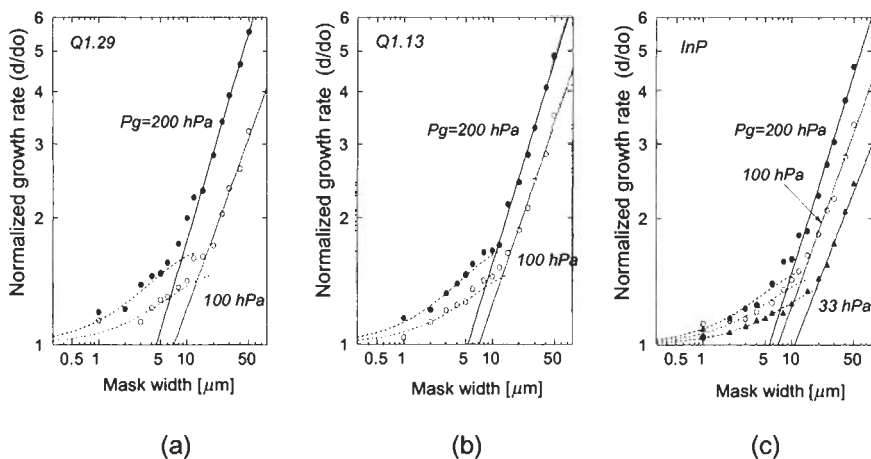 Normalized growth rate (d/do)
6
5
4
3
2
1
Q1.29
Pg=200 hPa
100 hPa
0.5 1 5 10 50
Mask width [μm]
(a)
Normalized growth rate (d/do)
6
5
4
3
2
1
Q1.13
Pg=200 hPa
100 hPa
0.5 1 5 10 50
Mask width [μm]
(b)
Normalized growth rate (d/do)
6
5
4
3
2
1
InP
Pg=200 hPa
100 hPa
33 hPa
0.5 1 5 10 50
Mask width [μm]
(c)